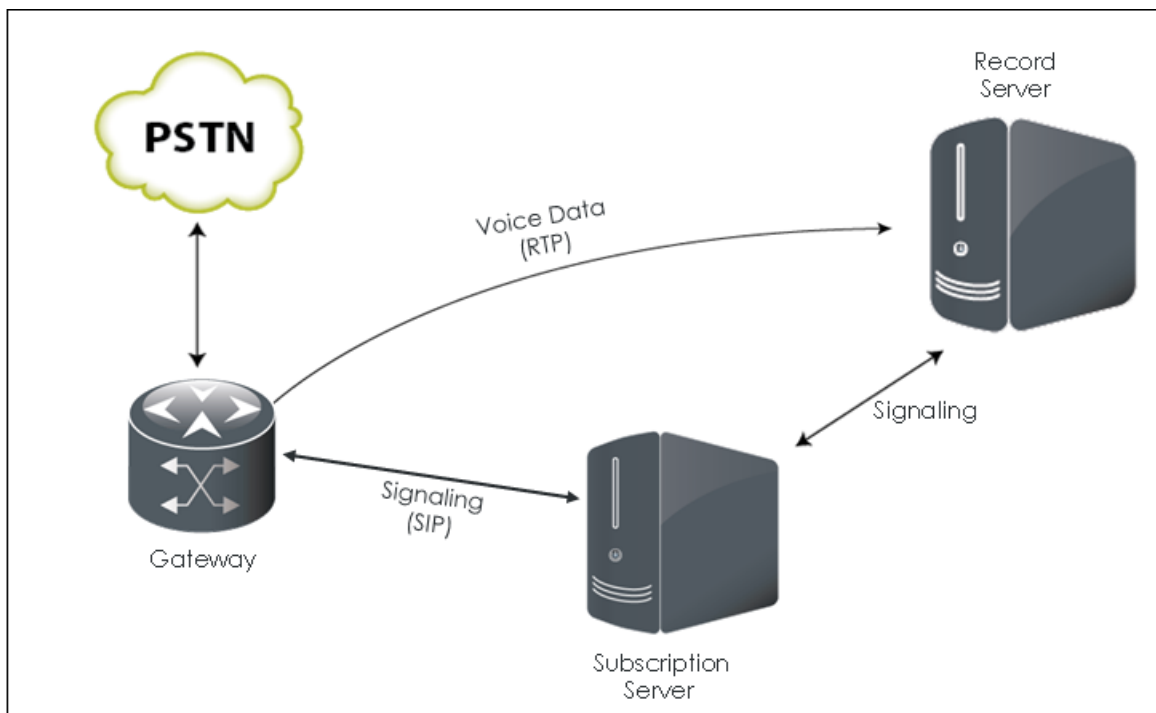 Record
Server
PSTN
Voice Data
(RTP)
Signaling
Signaling
(SIP)
Gateway
Subscription
Server